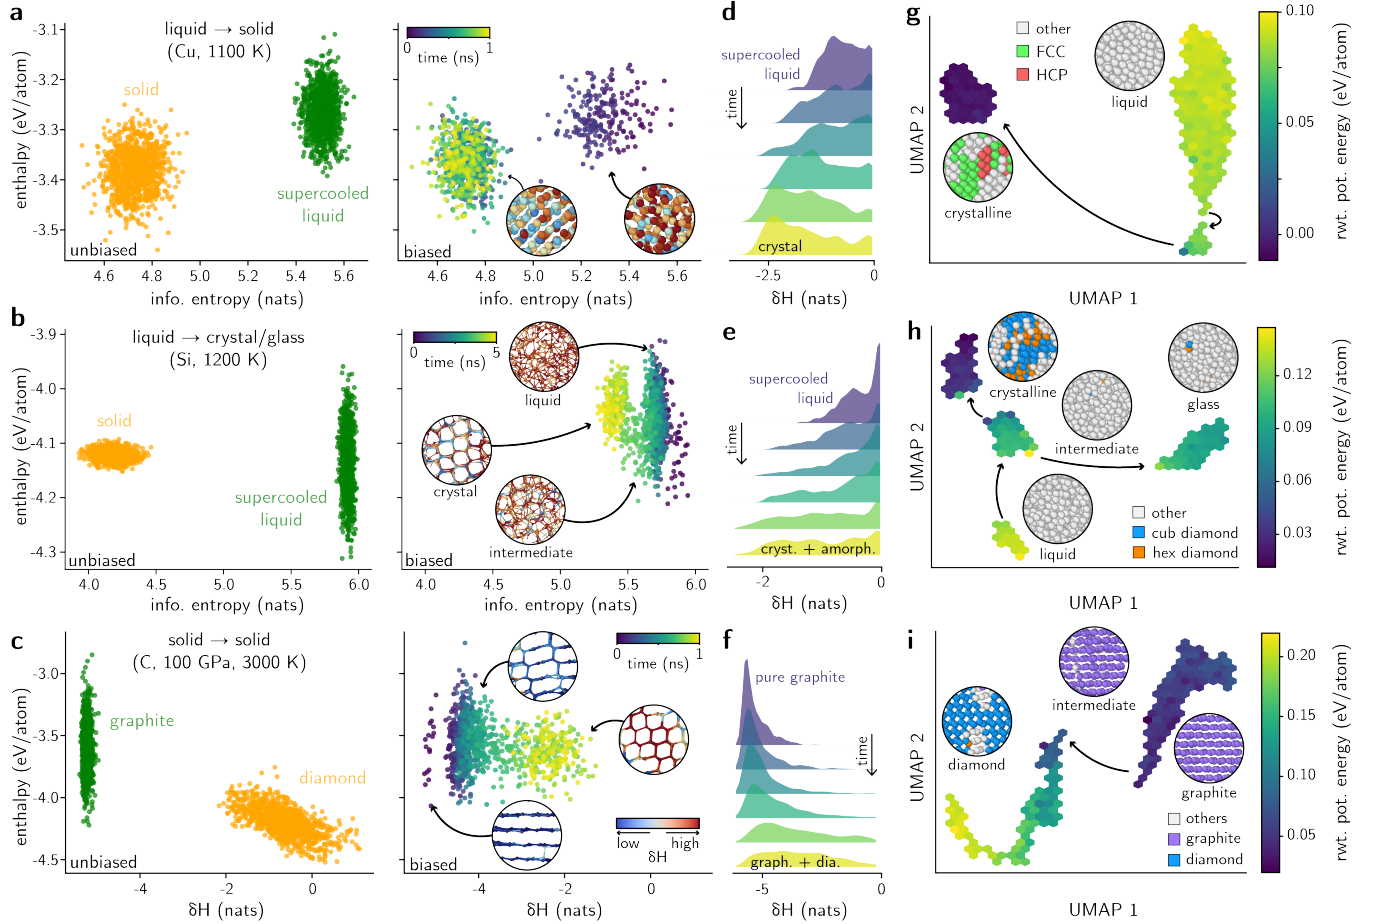 a
liquid → solid
(Cu, 1100 K)
solid
supercooled
liquid
unbiased
enthalpy (eV/atom)
-3.1
-3.2
-3.3
-3.4
-3.5
4.6 4.8 5.0 5.2 5.4 5.6
info. entropy (nats)
0 1
time (ns)
biased
4.6 4.8 5.0 5.2 5.4 5.6
info. entropy (nats)
d
supercooled
liquid
time
crystal
-2.5 0
δH (nats)
g
other
FCC
HCP
liquid
crystalline
UMAP 2
UMAP 1
0.10
0.05
0.00
rwt. pot. energy (eV/atom)
b
liquid → crystal/glass
(Si, 1200 K)
solid
supercooled
liquid
unbiased
enthalpy (eV/atom)
-3.9
-4.0
-4.1
-4.2
-4.3
4.0 4.5 5.0 5.5 6.0
info. entropy (nats)
0 5
time (ns)
liquid
crystal
intermediate
biased
4.0 4.5 5.0 5.5 6.0
info. entropy (nats)
e
supercooled
liquid
time
cryst. + amorph.
-2 0
δH (nats)
h
crystalline
glass
intermediate
liquid
other
cub diamond
hex diamond
UMAP 2
UMAP 1
0.12
0.09
0.06
0.03
rwt. pot. energy (eV/atom)
c
solid → solid
(C, 100 GPa, 3000 K)
graphite
diamond
unbiased
enthalpy (eV/atom)
-3.0
-3.5
-4.0
-4.5
-4 -2 0
δH (nats)
0 1
time (ns)
low high
δH
biased
-4 -2 0
δH (nats)
f
pure graphite
time
graph. + dia.
-5 0
δH (nats)
i
intermediate
diamond
graphite
others
graphite
diamond
UMAP 2
UMAP 1
0.20
0.15
0.10
0.05
rwt. pot. energy (eV/atom)